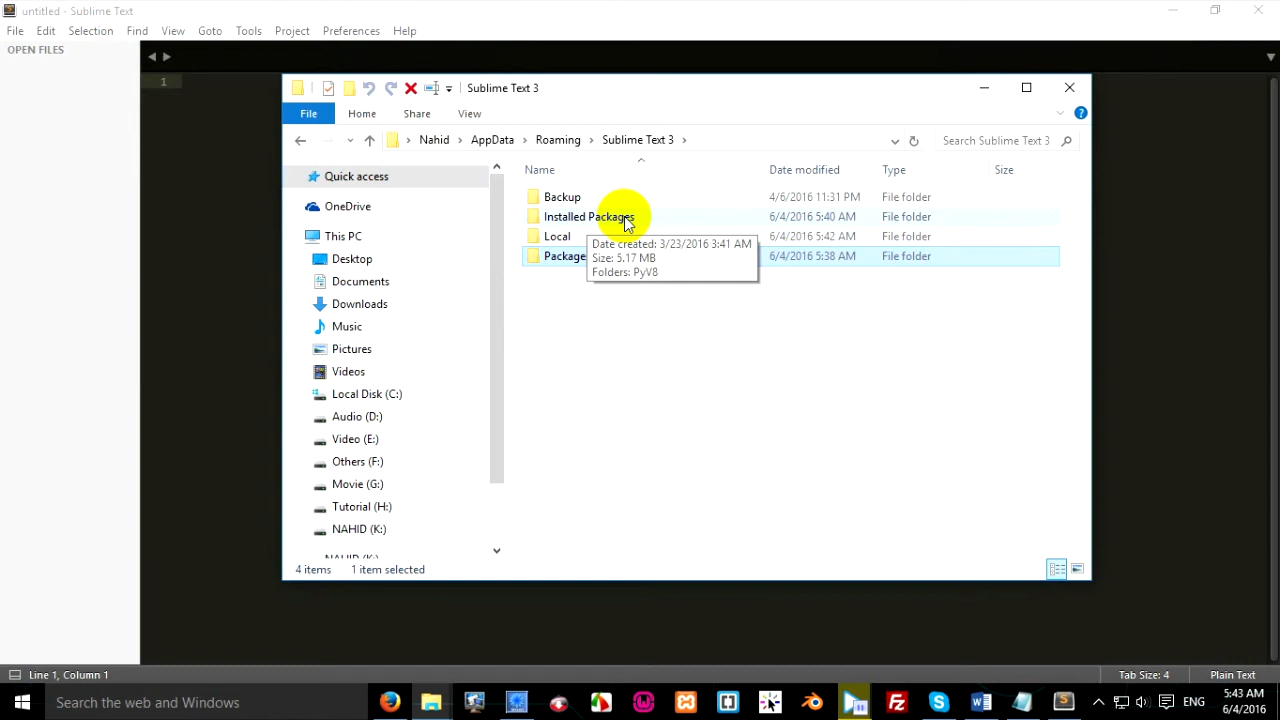 untitled - Sublime Text
File Edit Selection Find View Goto Tools Project Preferences Help
OPEN FILES
1
Sublime Text 3
File Home Share View
Nahid AppData Roaming Sublime Text 3
Search Sublime Text 3
Quick access
OneDrive
This PC
Desktop
Documents
Downloads
Music
Pictures
Videos
Local Disk (C:)
Audio (D:)
Video (E:)
Others (F:)
Movie (G:)
Tutorial (H:)
NAHID (K:)
NAHID (K:)
Name Date modified Type Size
Backup 4/6/2016 11:31 PM File folder
Installed Packages 6/4/2016 5:40 AM File folder
Local 6/4/2016 5:42 AM File folder
Package 6/4/2016 5:38 AM File folder
Date created: 3/23/2016 3:41 AM
Size: 5.17 MB
Folders: PyV8
4 items 1 item selected
Line 1, Column 1
Tab Size: 4 Plain Text
Search the web and Windows
ENG
5:43 AM
6/4/2016